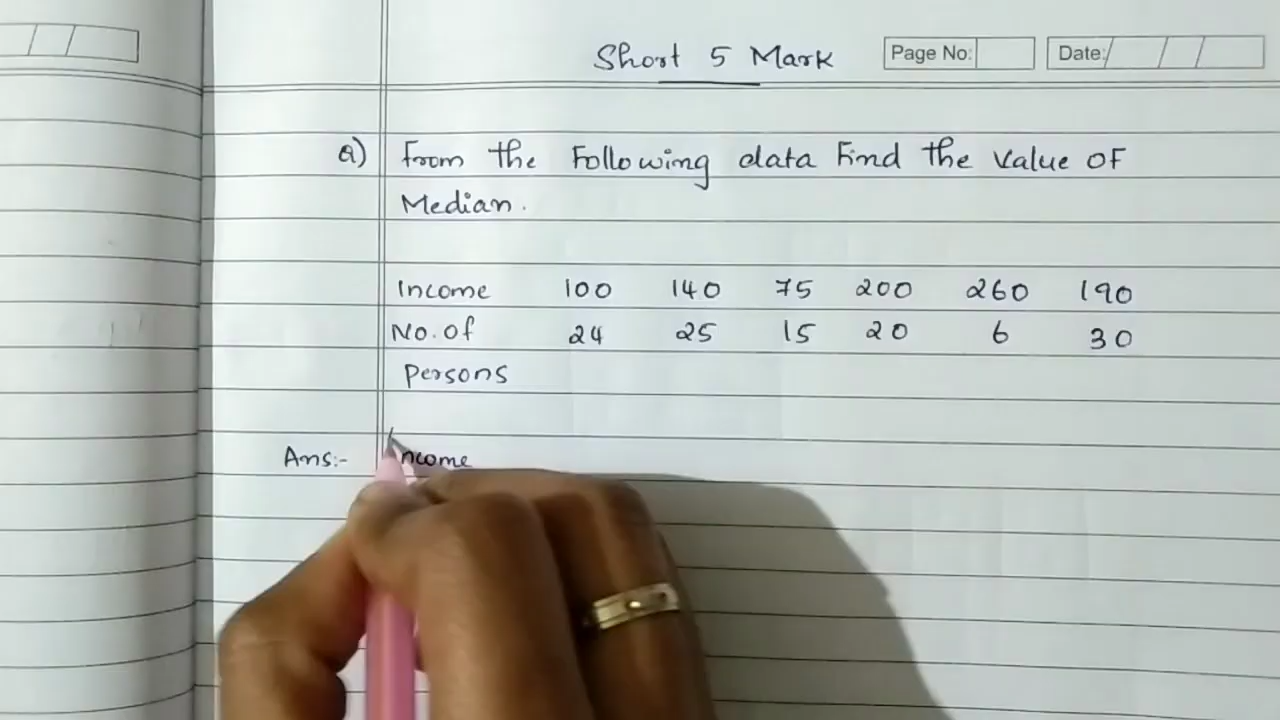 Short 5 Mark
Page No:
Date:
Q) From the Following data Find the value OF
Median.
Income 100 140 75 200 260 190
No. of 24 25 15 20 6 30
Persons
Ans:- Income